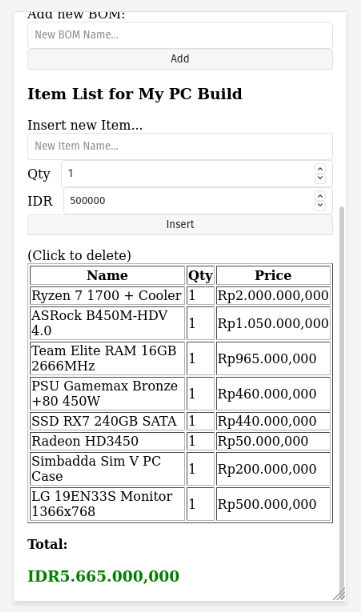 Add new BOM:
New BOM Name...
Add
Item List for My PC Build
Insert new Item...
New Item Name...
Qty 1
IDR 500000
Insert
(Click to delete)
Name Qty Price
Ryzen 7 1700 + Cooler 1 Rp2.000.000,000
ASRock B450M-HDV
4.0 1 Rp1.050.000,000
Team Elite RAM 16GB
2666MHz 1 Rp965.000,000
PSU Gamemax Bronze
+80 450W 1 Rp460.000,000
SSD RX7 240GB SATA 1 Rp440.000,000
Radeon HD3450 1 Rp50.000,000
Simbadda Sim V PC
Case 1 Rp200.000,000
LG 19EN33S Monitor
1366x768 1 Rp500.000,000
Total:
IDR5.665.000,000